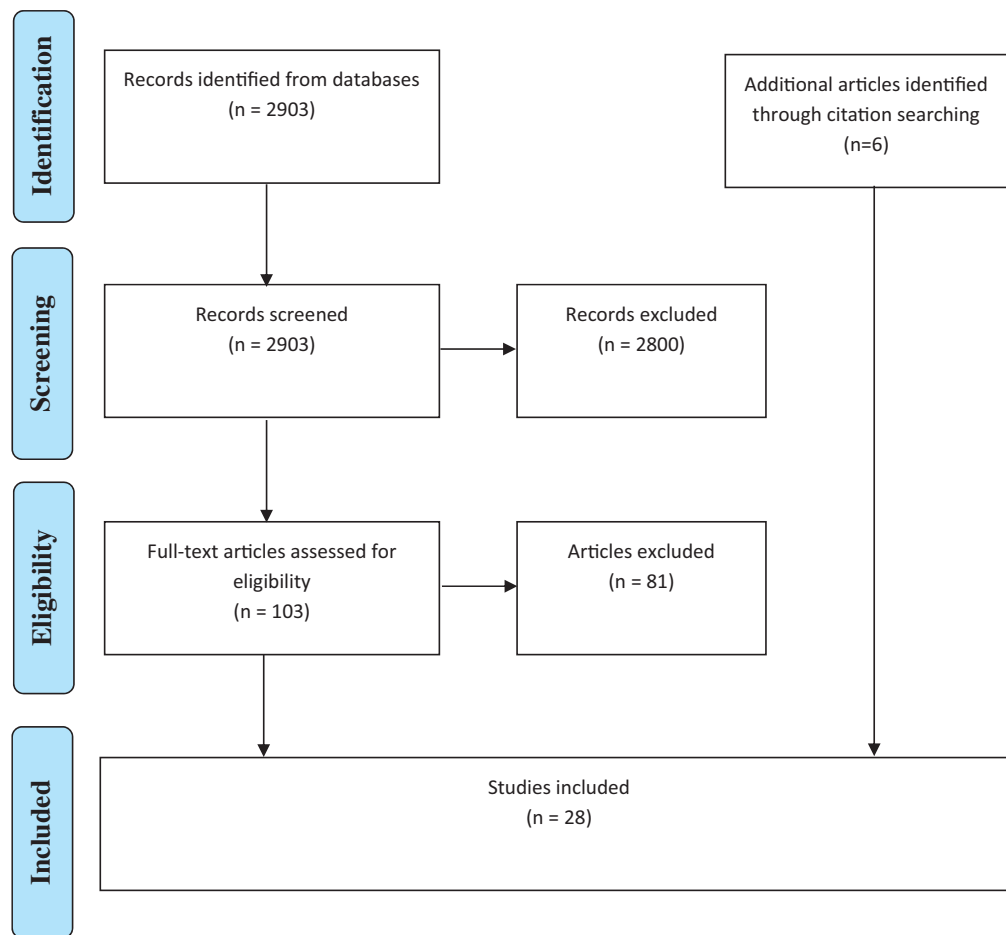 Identification
Records identified from databases
(n = 2903)
Additional articles identified
through citation searching
(n=6)
Screening
Records screened
(n = 2903)
Records excluded
(n = 2800)
Eligibility
Full-text articles assessed for
eligibility
(n = 103)
Articles excluded
(n = 81)
Included
Studies included
(n = 28)